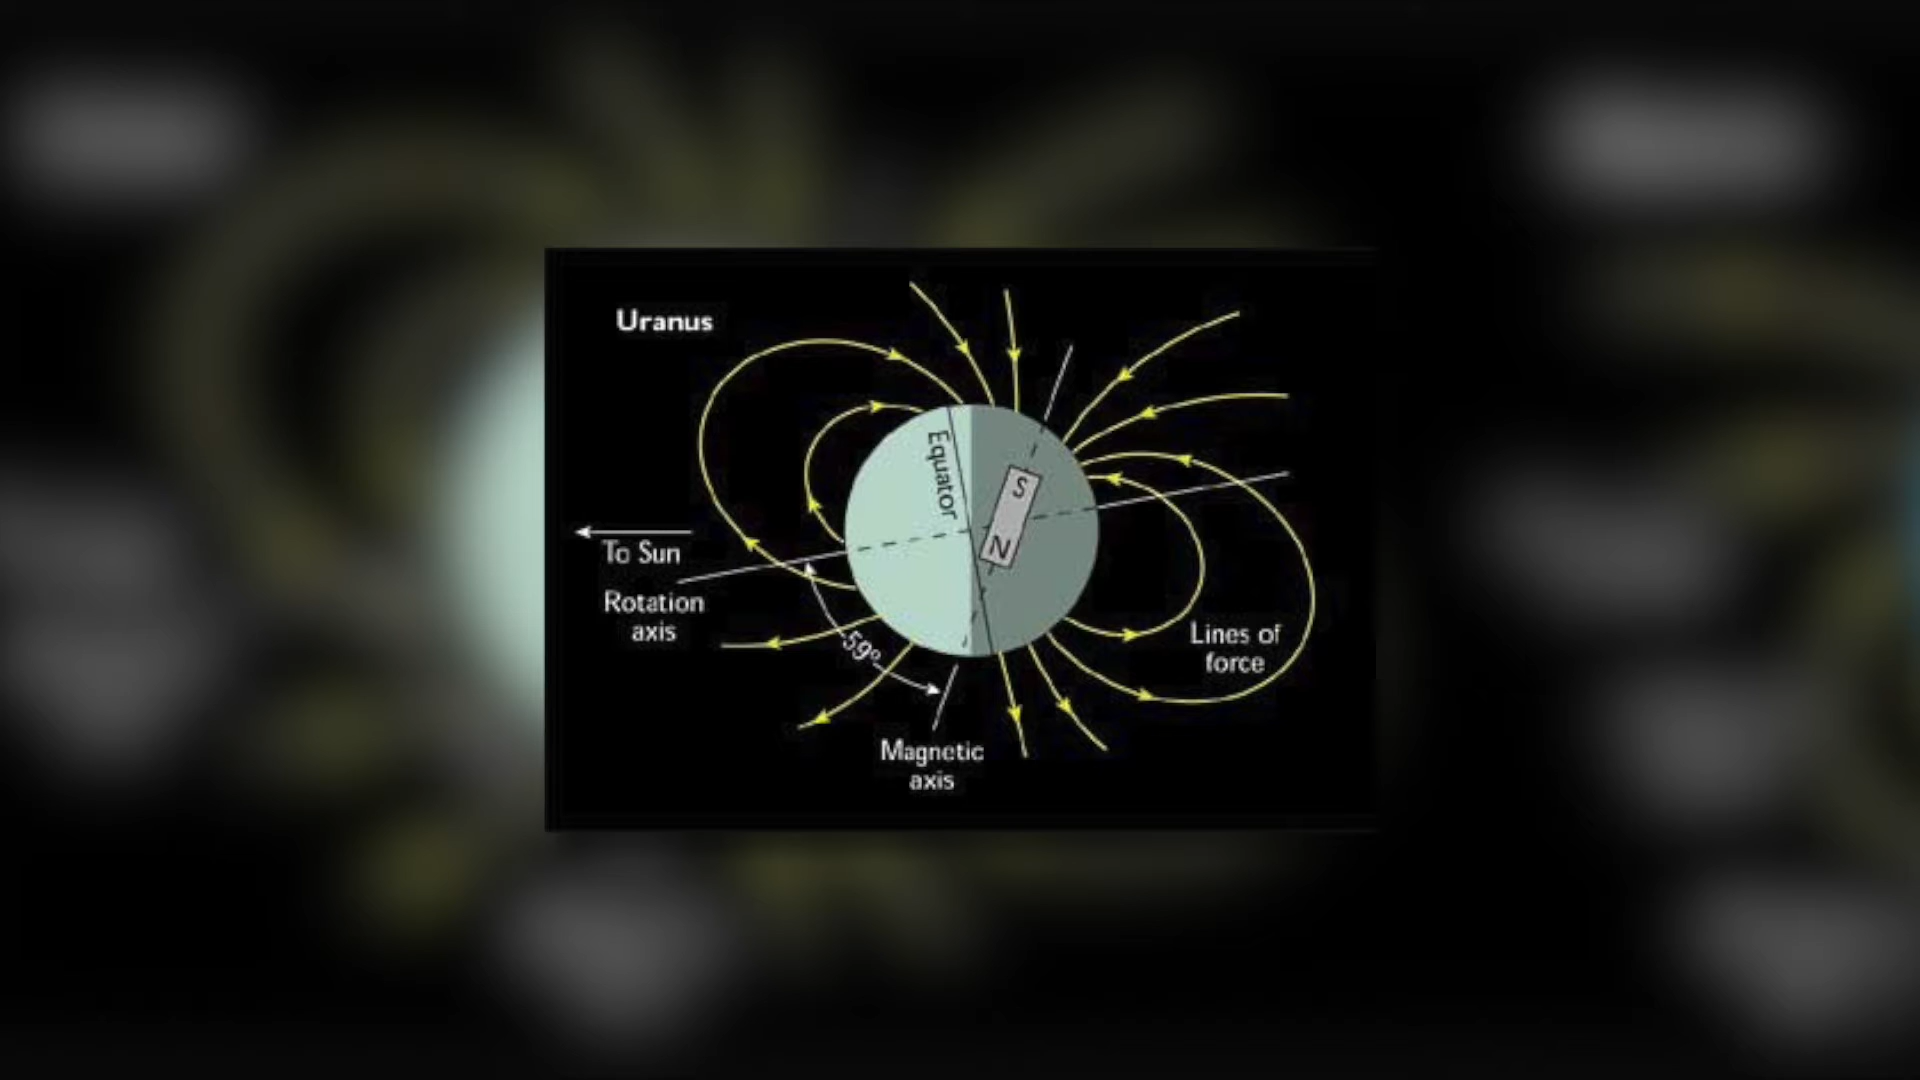 Uranus
Equator
S
N
To Sun
Rotation
axis
59°
Lines of
force
Magnetic
axis